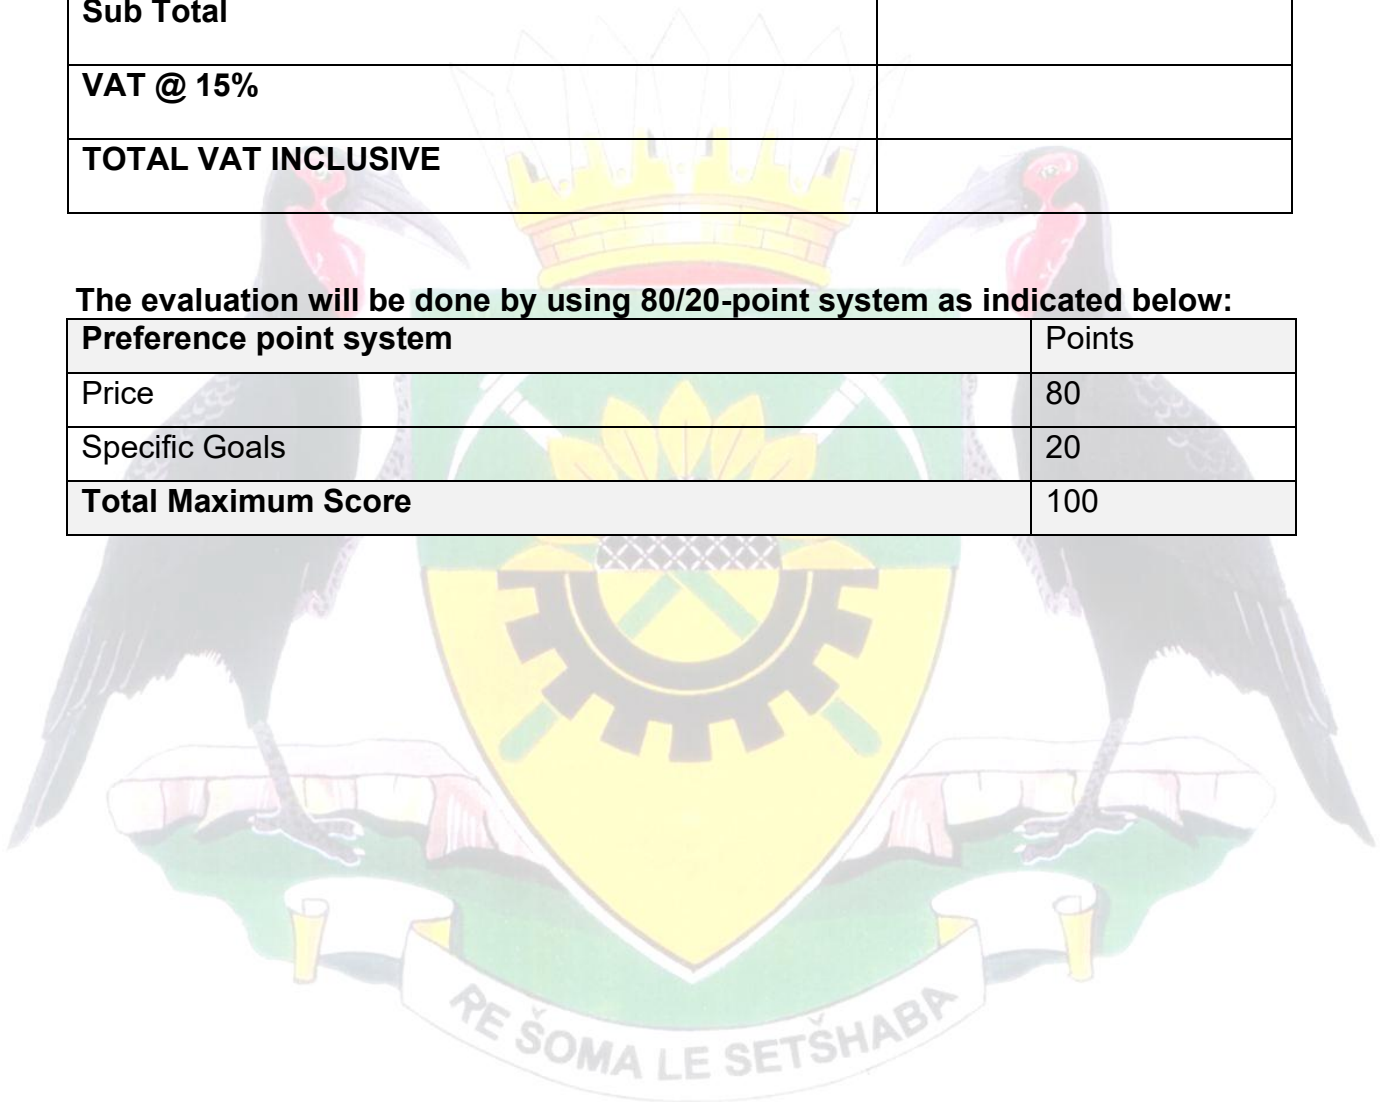 Sub Total
VAT @ 15%
TOTAL VAT INCLUSIVE
The evaluation will be done by using 80/20-point system as indicated below:
Preference point system Points
Price 80
Specific Goals 20
Total Maximum Score 100
RE ŠOMA LE SETŠHABA